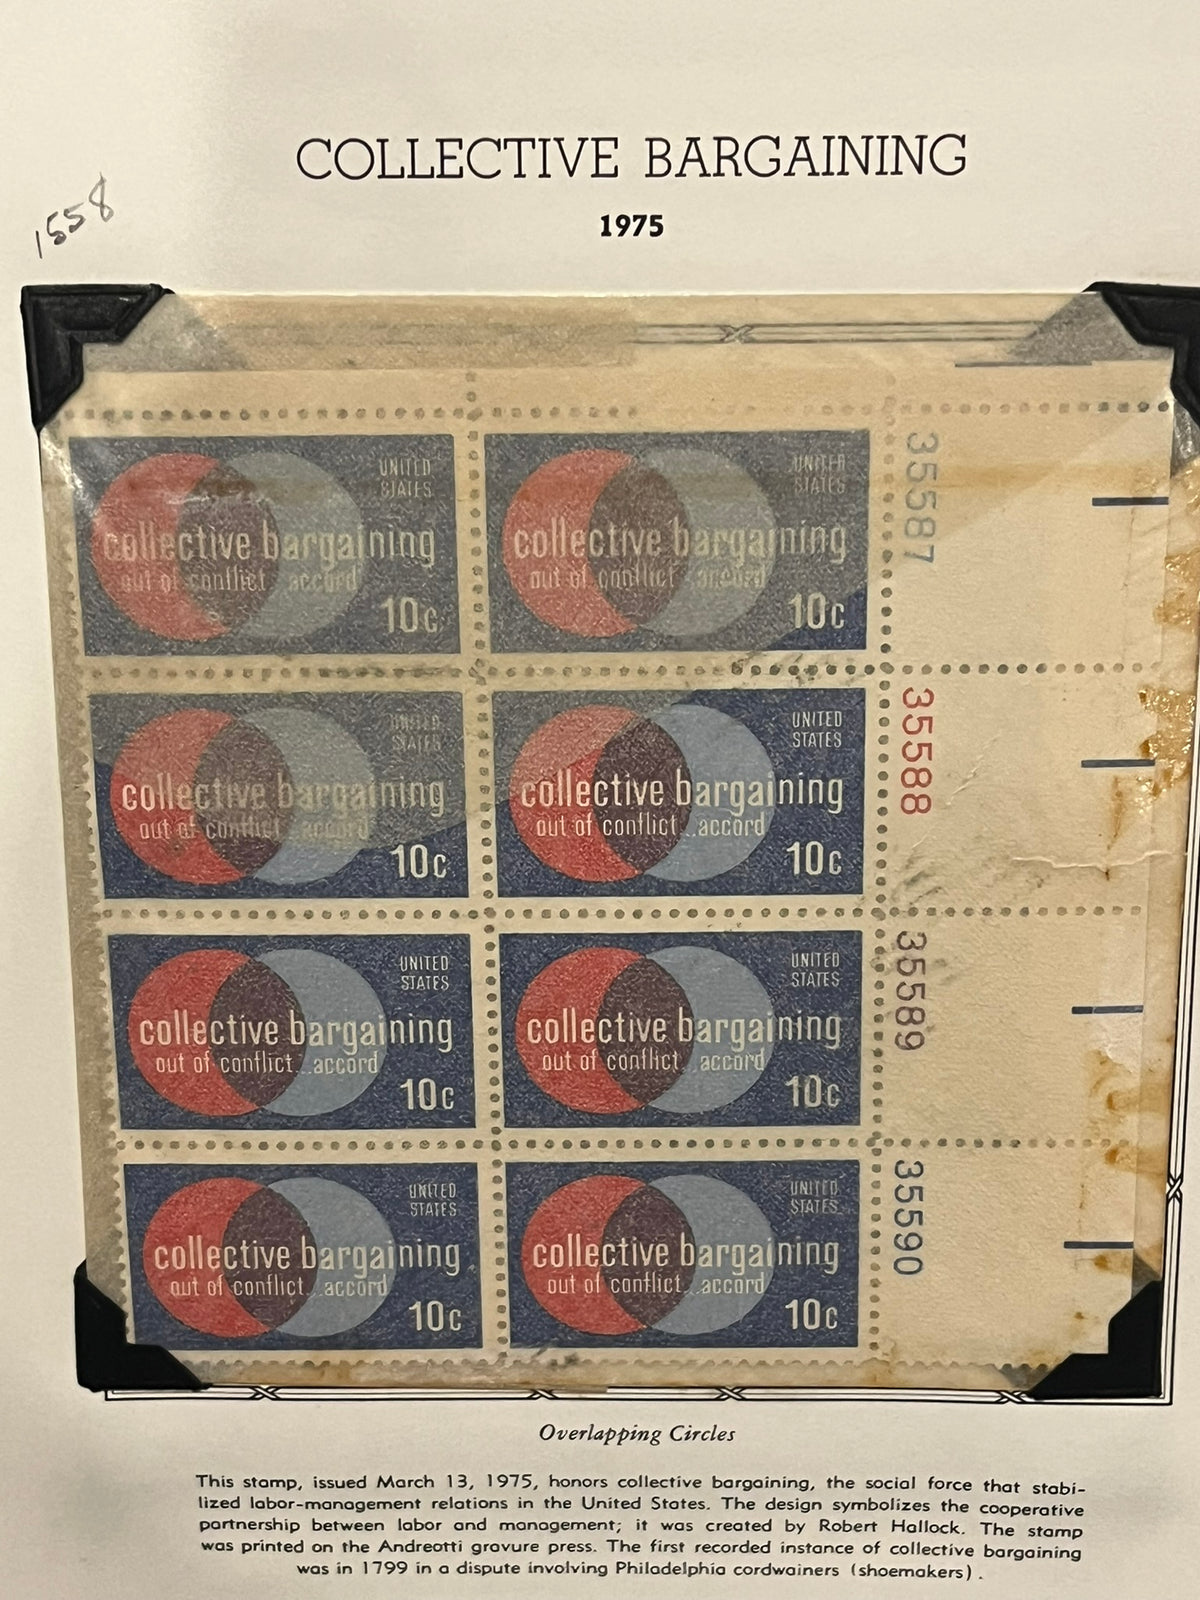 COLLECTIVE BARGAINING
1975
1558
UNITED
STATES
collective bargaining
out of conflict...accord
10c
UNITED
STATES
collective bargaining
out of conflict...accord
10c
35587
UNITED
STATES
collective bargaining
out of conflict...accord
10c
UNITED
STATES
collective bargaining
out of conflict...accord
10c
35588
UNITED
STATES
collective bargaining
out of conflict...accord
10c
UNITED
STATES
collective bargaining
out of conflict...accord
10c
35589
UNITED
STATES
collective bargaining
out of conflict...accord
10c
UNITED
STATES
collective bargaining
out of conflict...accord
10c
35590
Overlapping Circles
This stamp, issued March 13, 1975, honors collective bargaining, the social force that stabi-
lized labor-management relations in the United States. The design symbolizes the cooperative
partnership between labor and management; it was created by Robert Hallock. The stamp
was printed on the Andreotti gravure press. The first recorded instance of collective bargaining
was in 1799 in a dispute involving Philadelphia cordwainers (shoemakers).